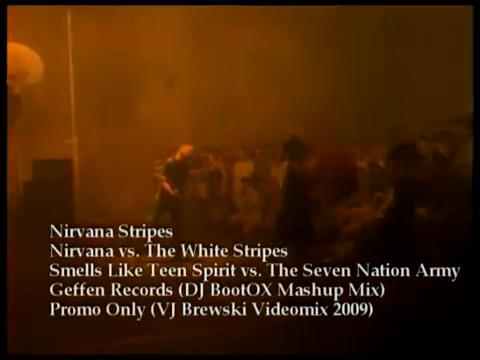 Nirvana Stripes
Nirvana vs. The White Stripes
Smells Like Teen Spirit vs. The Seven Nation Army
Geffen Records (DJ BootOX Mashup Mix)
Promo Only (VJ Brewski Videomix 2009)